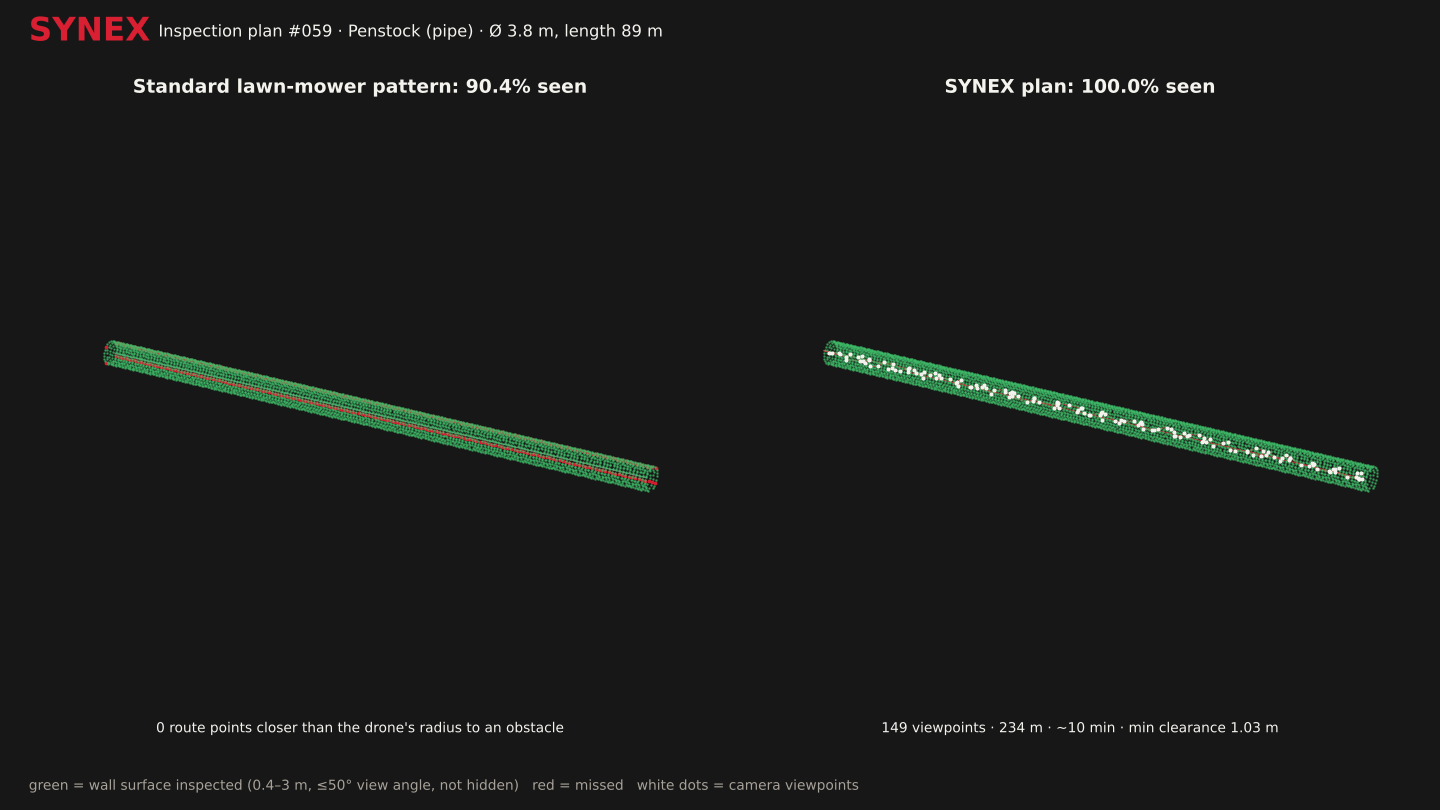 SYNEX Inspection plan #059 · Penstock (pipe) · Ø 3.8 m, length 89 m
Standard lawn-mower pattern: 90.4% seen
SYNEX plan: 100.0% seen
0 route points closer than the drone's radius to an obstacle
149 viewpoints · 234 m · ~10 min · min clearance 1.03 m
green = wall surface inspected (0.4–3 m, ≤50° view angle, not hidden)   red = missed   white dots = camera viewpoints